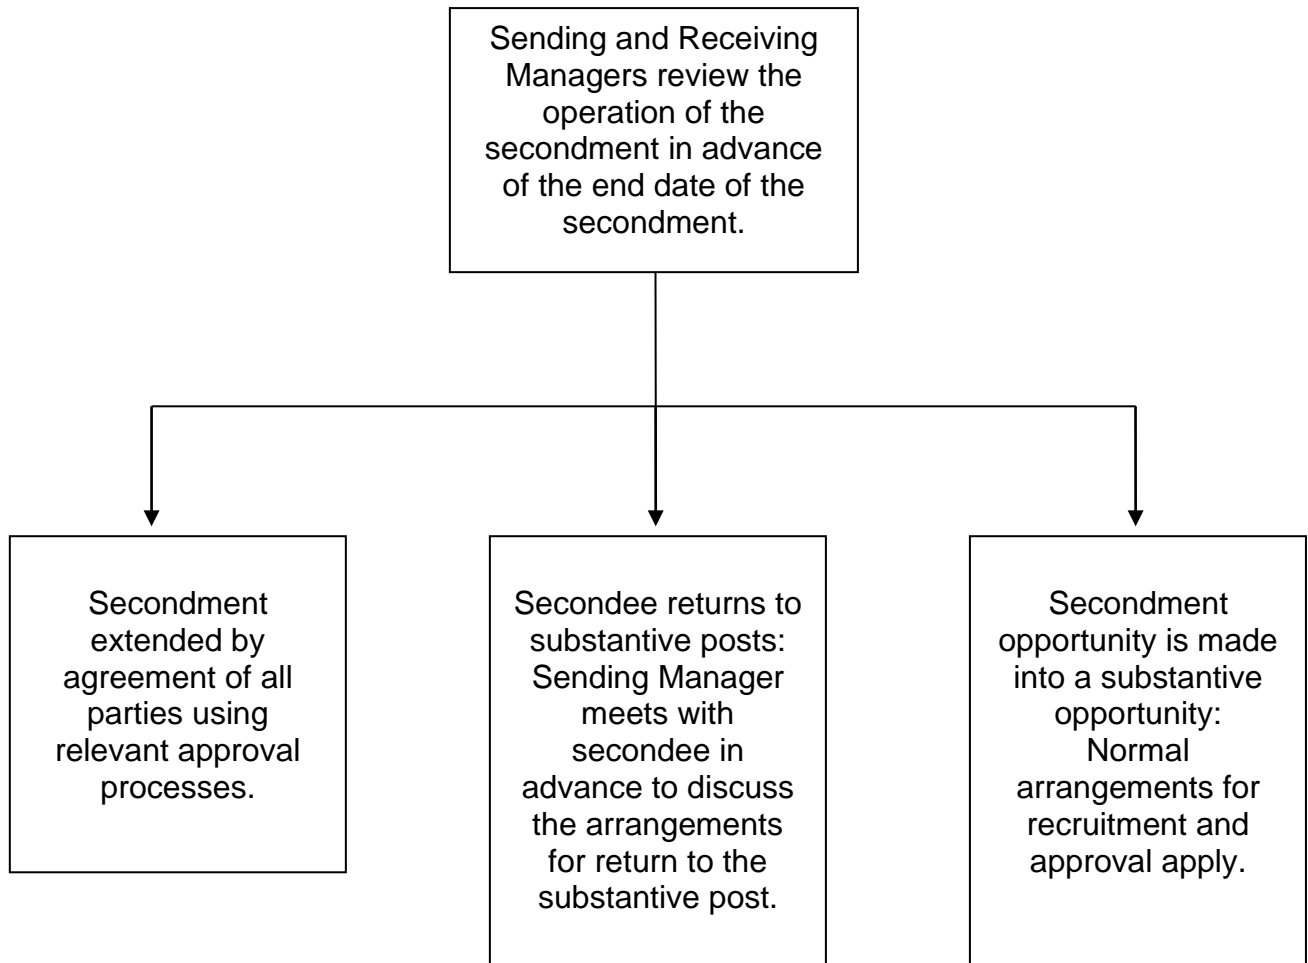 Sending and Receiving
Managers review the
operation of the
secondment in advance
of the end date of the
secondment.
Secondment
extended by
agreement of all
parties using
relevant approval
processes.
Secondee returns to
substantive posts:
Sending Manager
meets with
secondee in
advance to discuss
the arrangements
for return to the
substantive post.
Secondment
opportunity is made
into a substantive
opportunity:
Normal
arrangements for
recruitment and
approval apply.